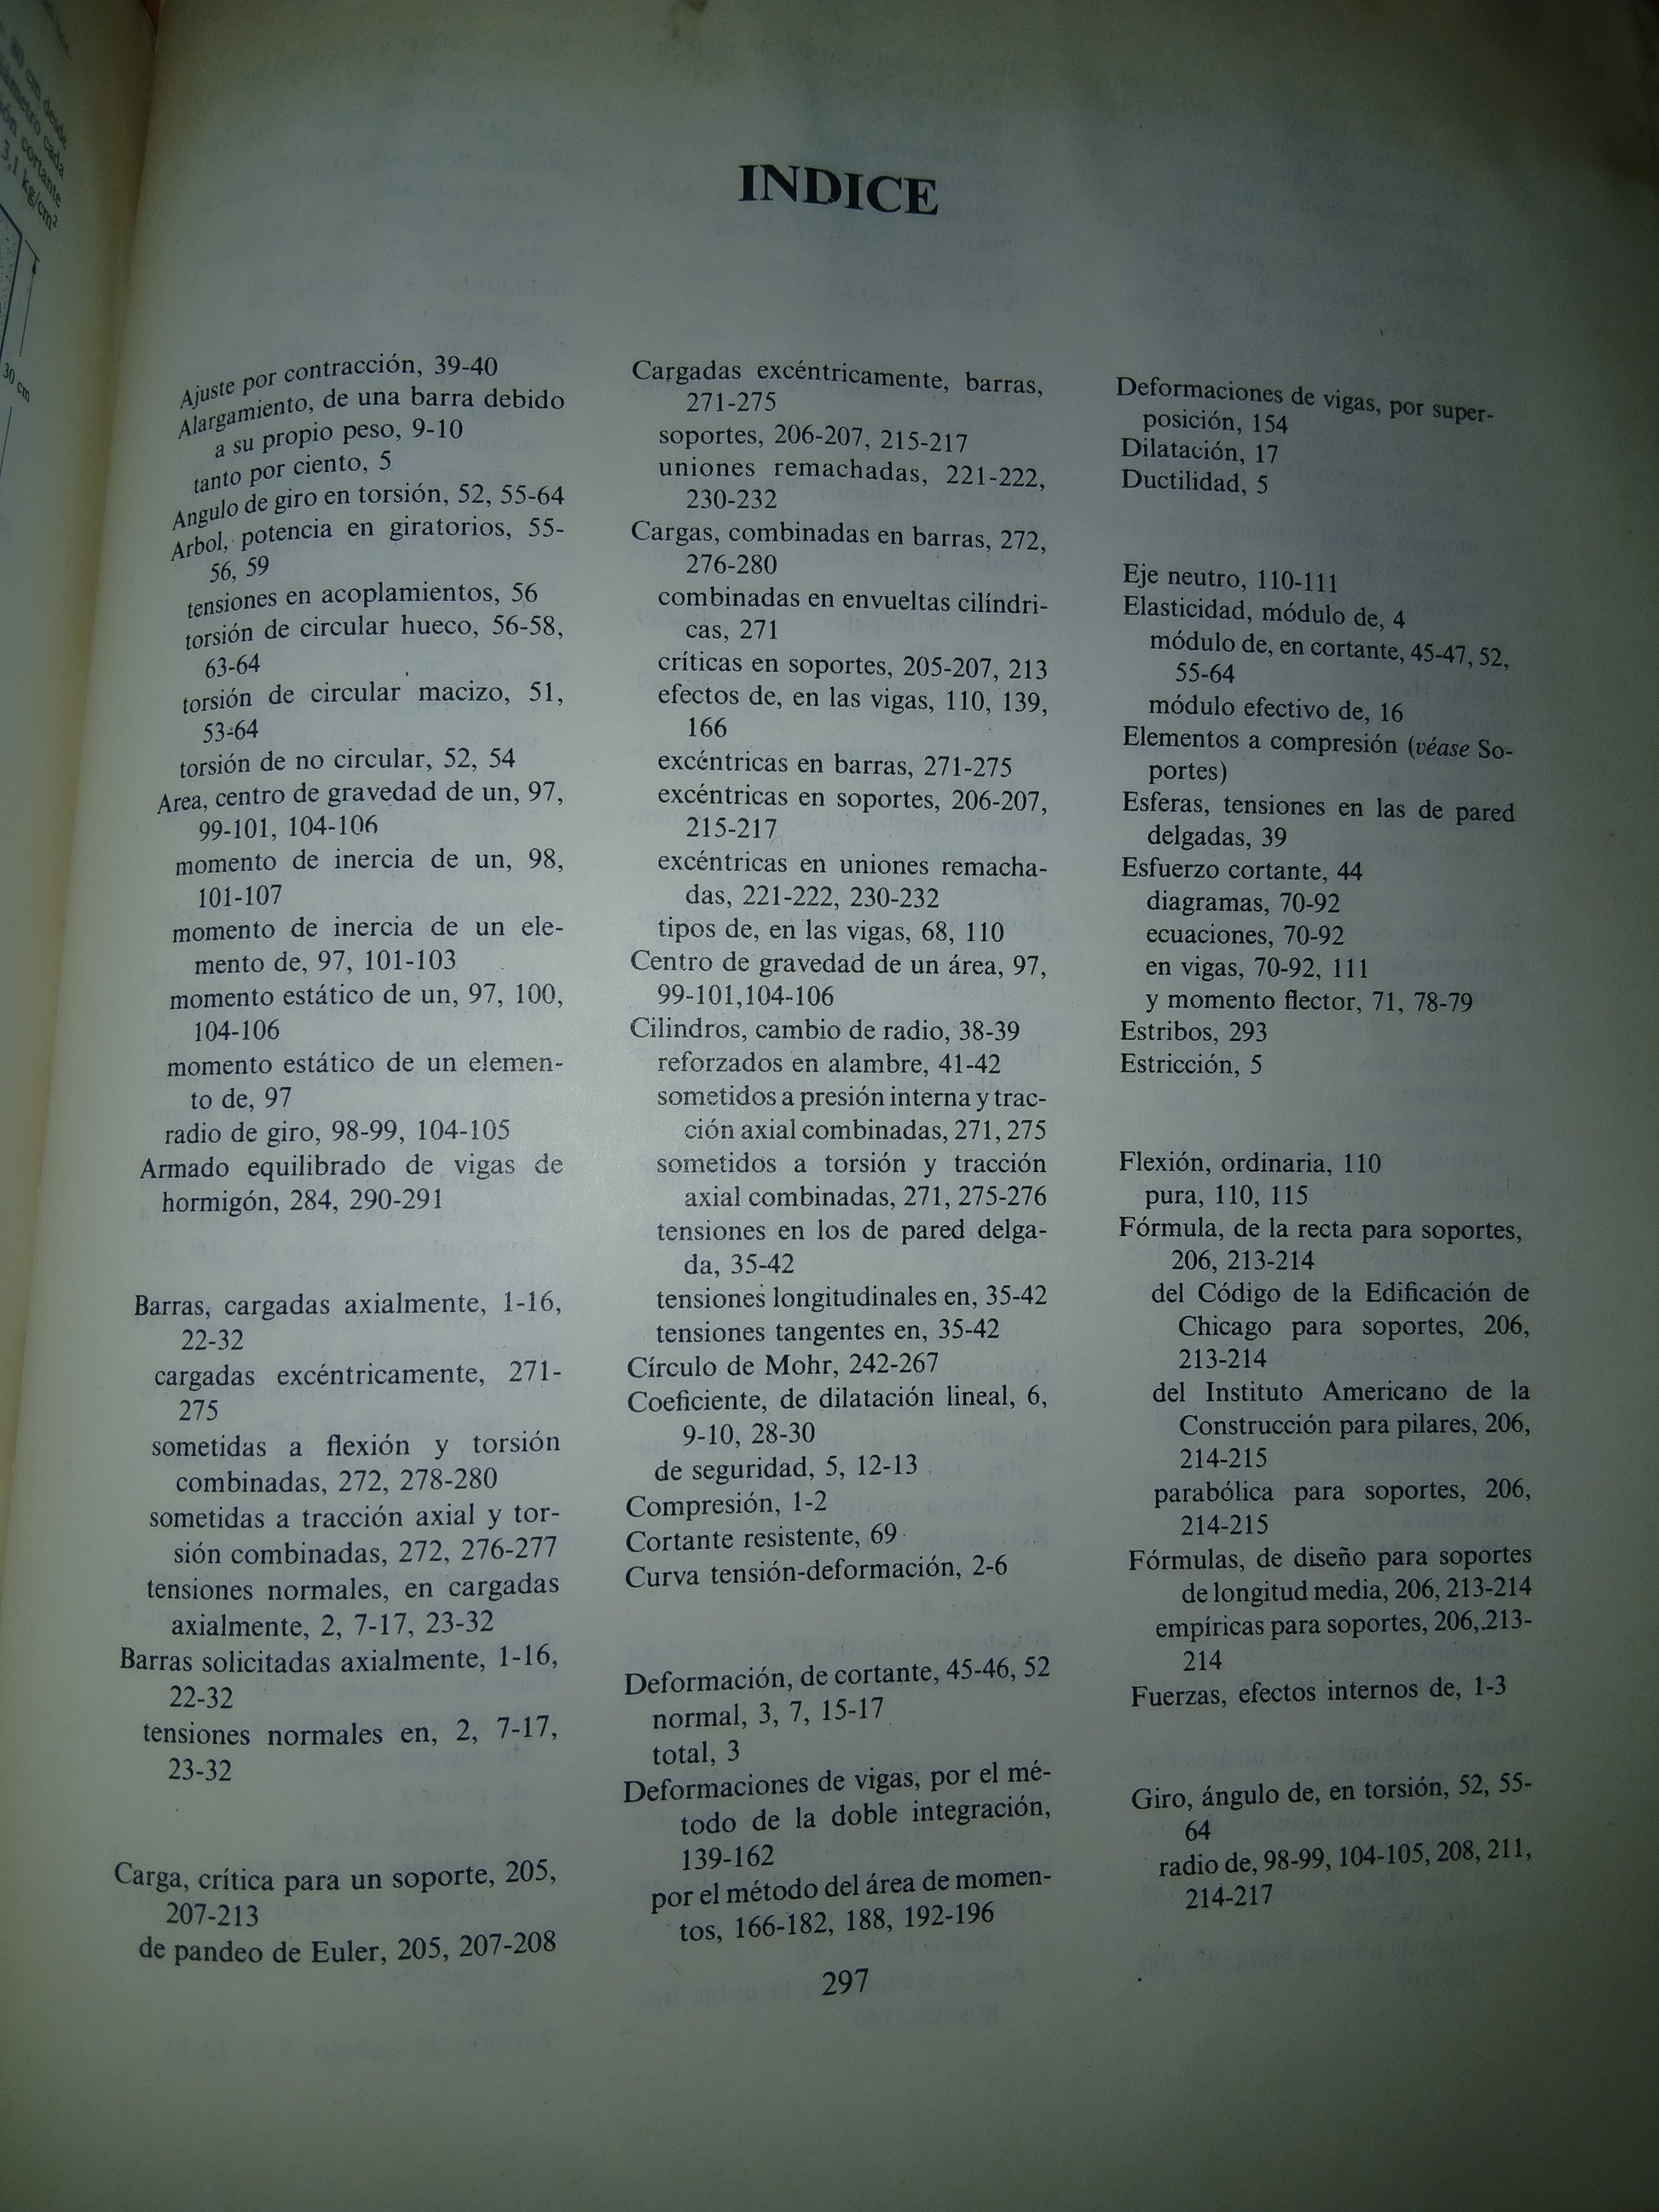 80 cm desde
cada
cortante
3,1 kg/cm²
30 cm
INDICE
Ajuste por contracción, 39-40
Alargamiento, de una barra debido
a su propio peso, 9-10
tanto por ciento, 5
Angulo de giro en torsión, 52, 55-64
Arbol, potencia en giratorios, 55-
56, 59
tensiones en acoplamientos, 56
torsión de circular hueco, 56-58,
63-64
torsión de circular macizo, 51,
53-64
torsión de no circular, 52, 54
Area, centro de gravedad de un, 97,
99-101, 104-106
momento de inercia de un, 98,
101-107
momento de inercia de un ele-
mento de, 97, 101-103
momento estático de un, 97, 100,
104-106
momento estático de un elemen-
to de, 97
radio de giro, 98-99, 104-105
Armado equilibrado de vigas de
hormigón, 284, 290-291
Barras, cargadas axialmente, 1-16,
22-32
cargadas excéntricamente, 271-
275
sometidas a flexión y torsión
combinadas, 272, 278-280
sometidas a tracción axial y tor-
sión combinadas, 272, 276-277
tensiones normales, en cargadas
axialmente, 2, 7-17, 23-32
Barras solicitadas axialmente, 1-16,
22-32
tensiones normales en, 2, 7-17,
23-32
Carga, crítica para un soporte, 205,
207-213
de pandeo de Euler, 205, 207-208
Cargadas excéntricamente, barras,
271-275
soportes, 206-207, 215-217
uniones remachadas, 221-222,
230-232
Cargas, combinadas en barras, 272,
276-280
combinadas en envueltas cilíndri-
cas, 271
críticas en soportes, 205-207, 213
efectos de, en las vigas, 110, 139,
166
excéntricas en barras, 271-275
excéntricas en soportes, 206-207,
215-217
excéntricas en uniones remacha-
das, 221-222, 230-232
tipos de, en las vigas, 68, 110
Centro de gravedad de un área, 97,
99-101,104-106
Cilindros, cambio de radio, 38-39
reforzados en alambre, 41-42
sometidos a presión interna y trac-
ción axial combinadas, 271, 275
sometidos a torsión y tracción
axial combinadas, 271, 275-276
tensiones en los de pared delga-
da, 35-42
tensiones longitudinales en, 35-42
tensiones tangentes en, 35-42
Círculo de Mohr, 242-267
Coeficiente, de dilatación lineal, 6,
9-10, 28-30
de seguridad, 5, 12-13
Compresión, 1-2
Cortante resistente, 69
Curva tensión-deformación, 2-6
Deformación, de cortante, 45-46, 52
normal, 3, 7, 15-17
total, 3
Deformaciones de vigas, por el mé-
todo de la doble integración,
139-162
por el método del área de momen-
tos, 166-182, 188, 192-196
Deformaciones de vigas, por super-
posición, 154
Dilatación, 17
Ductilidad, 5
Eje neutro, 110-111
Elasticidad, módulo de, 4
módulo de, en cortante, 45-47, 52,
55-64
módulo efectivo de, 16
Elementos a compresión (véase So-
portes)
Esferas, tensiones en las de pared
delgadas, 39
Esfuerzo cortante, 44
diagramas, 70-92
ecuaciones, 70-92
en vigas, 70-92, 111
y momento flector, 71, 78-79
Estribos, 293
Estricción, 5
Flexión, ordinaria, 110
pura, 110, 115
Fórmula, de la recta para soportes,
206, 213-214
del Código de la Edificación de
Chicago para soportes, 206,
213-214
del Instituto Americano de la
Construcción para pilares, 206,
214-215
parabólica para soportes, 206,
214-215
Fórmulas, de diseño para soportes
de longitud media, 206, 213-214
empíricas para soportes, 206, 213-
214
Fuerzas, efectos internos de, 1-3
Giro, ángulo de, en torsión, 52, 55-
64
radio de, 98-99, 104-105, 208, 211,
214-217
297